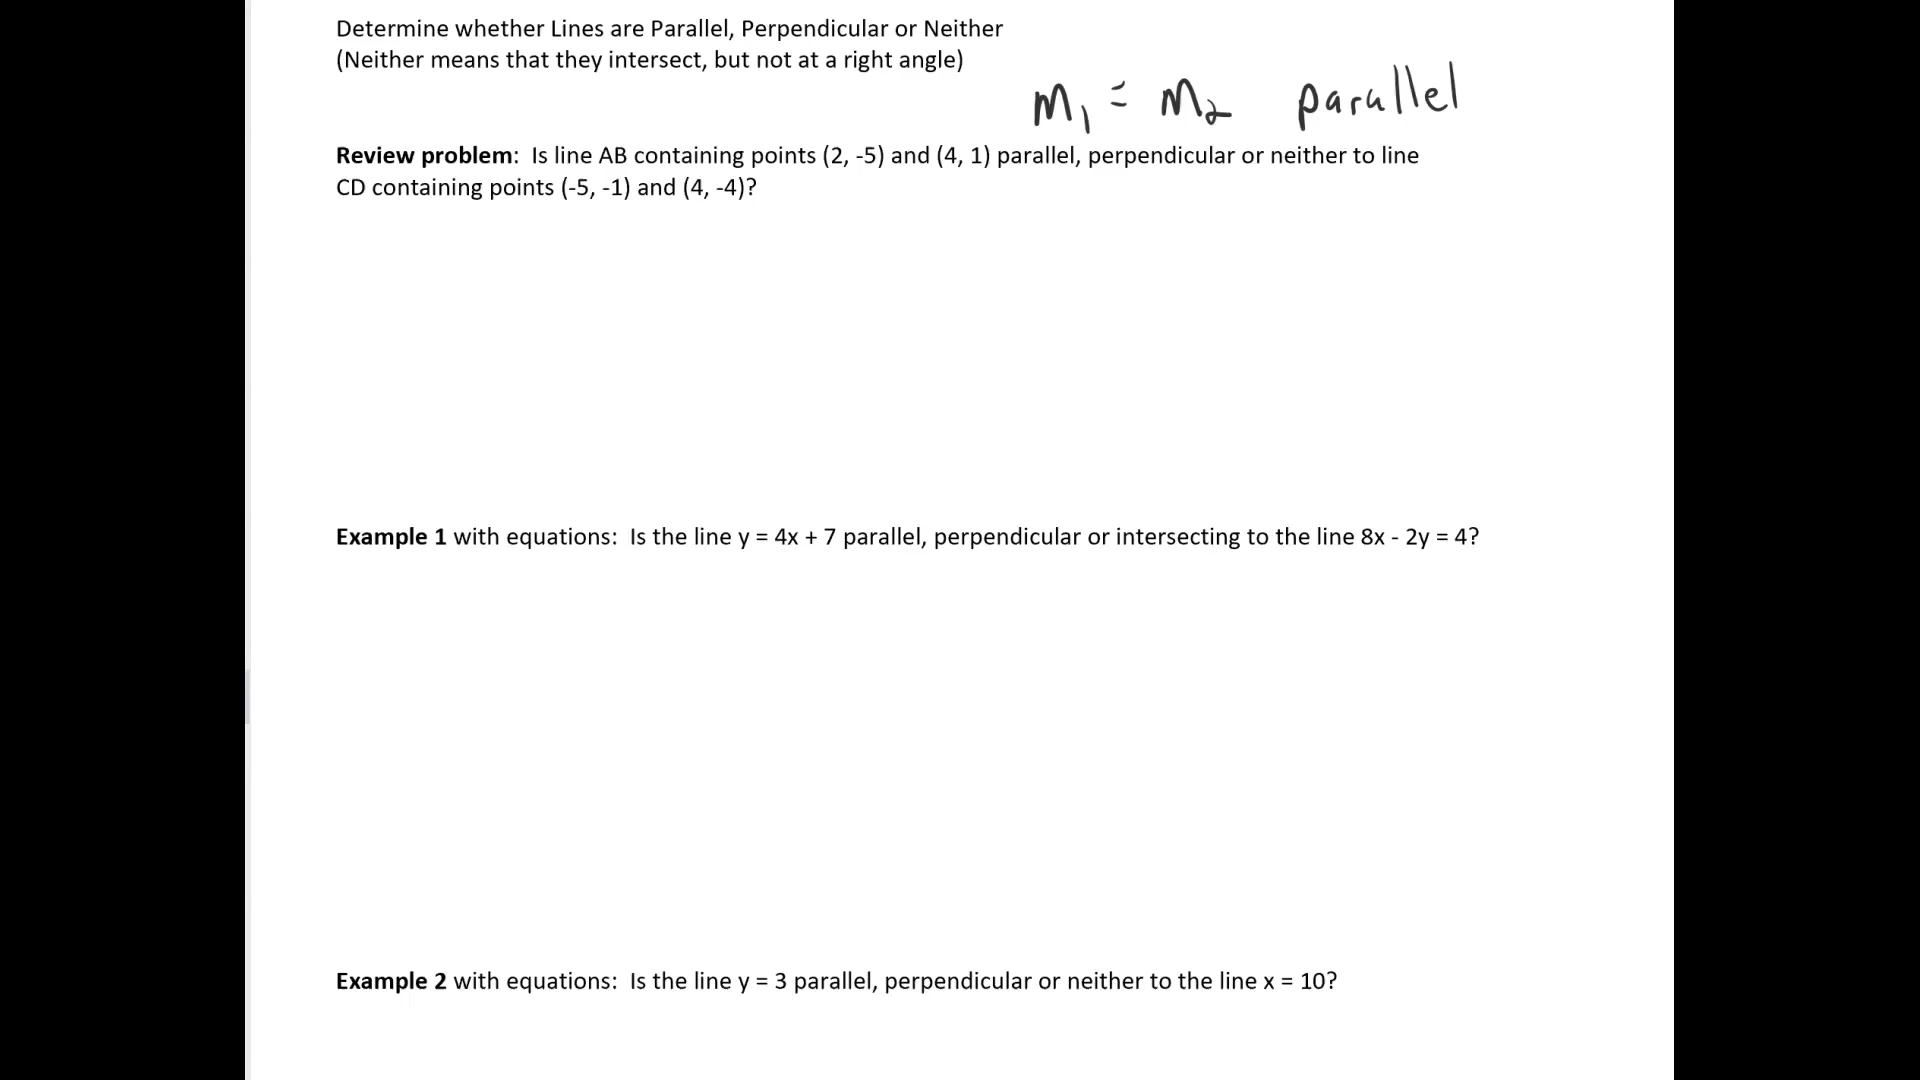 Determine whether Lines are Parallel, Perpendicular or Neither
(Neither means that they intersect, but not at a right angle)
m₁ = m₂ parallel
Review problem: Is line AB containing points (2, -5) and (4, 1) parallel, perpendicular or neither to line
CD containing points (-5, -1) and (4, -4)?
Example 1 with equations: Is the line y = 4x + 7 parallel, perpendicular or intersecting to the line 8x - 2y = 4?
Example 2 with equations: Is the line y = 3 parallel, perpendicular or neither to the line x = 10?